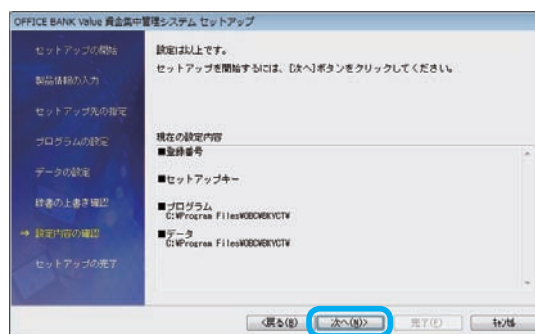 OFFICE BANK Value 資金集中管理システム セットアップ
セットアップの開始
製品情報の入力
セットアップ先の指定
プログラムの設定
データの設定
辞書の上書き確認
設定内容の確認
セットアップの完了
設定は以上です。
セットアップを開始するには、[次へ]ボタンをクリックしてください。
現在の設定内容
■登録番号
■セットアップキー
■プログラム
C:¥Program Files¥OBC¥BKYCT¥
■データ
C:¥Program Files¥OBC¥BKYCT¥
<戻る(B) 次へ(N)> 完了(F) キャンセル